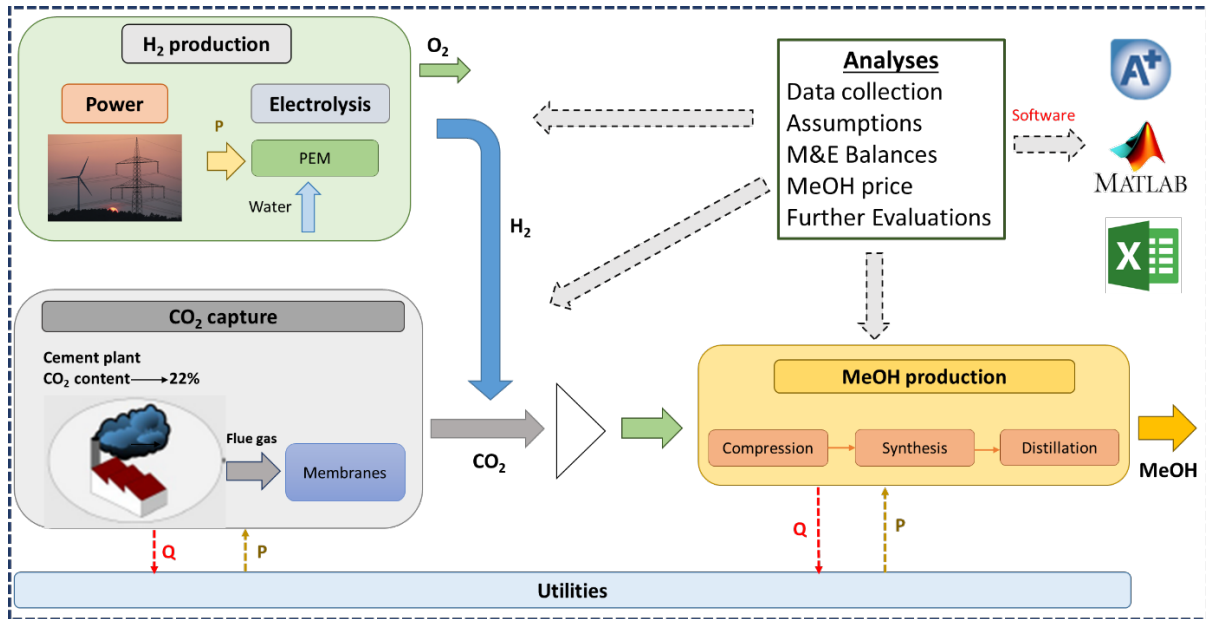 H₂ production
Power
Electrolysis
P
PEM
Water
O₂
H₂
Analyses
Data collection
Assumptions
M&E Balances
MeOH price
Further Evaluations
Software
A+
MATLAB
X
CO₂ capture
Cement plant
CO₂ content 22%
Flue gas
Membranes
CO₂
MeOH production
Compression
Synthesis
Distillation
MeOH
Q
P
Q
P
Utilities